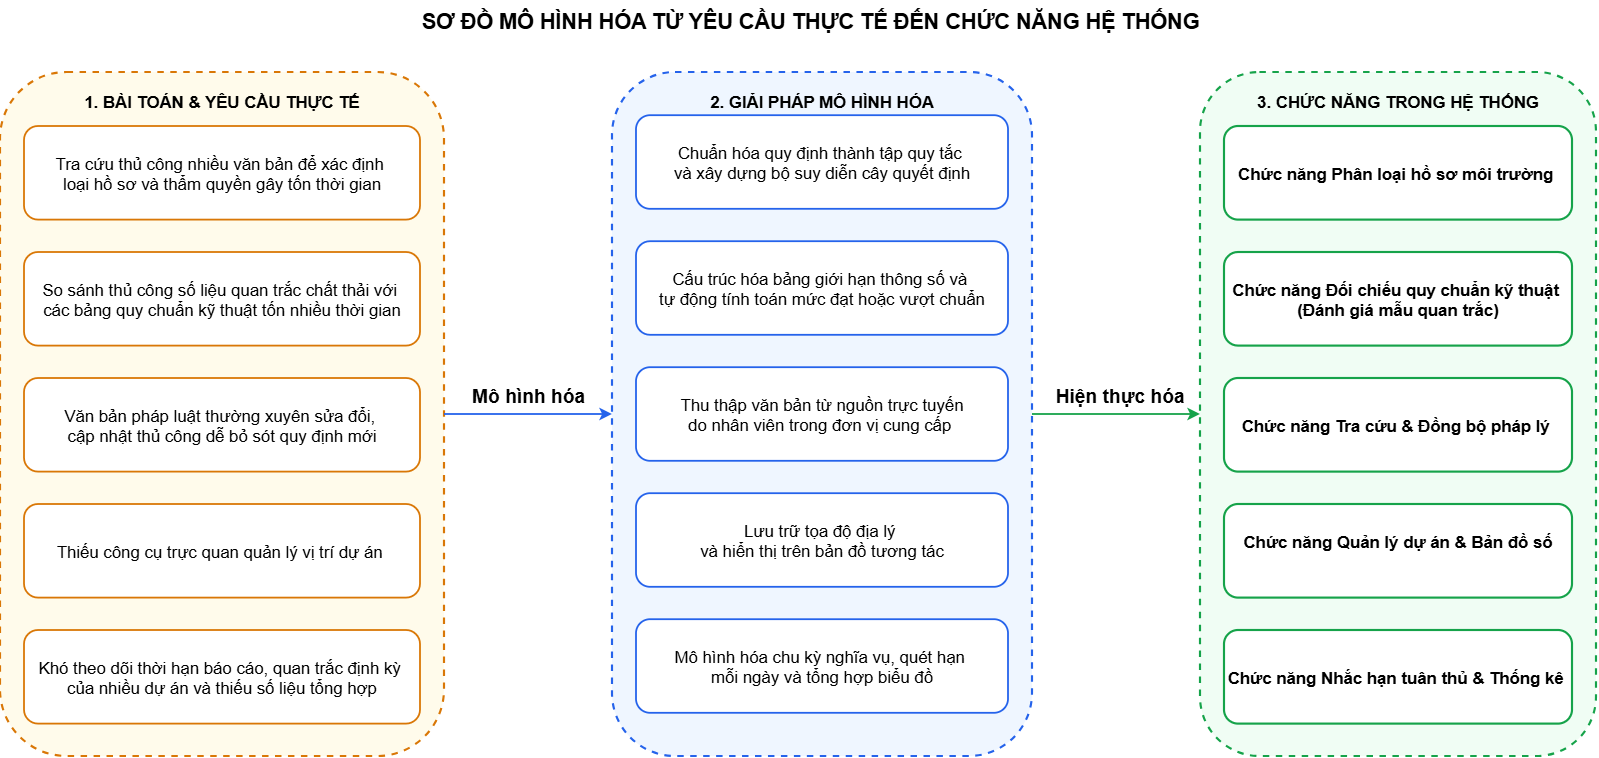 SƠ ĐỒ MÔ HÌNH HÓA TỪ YÊU CẦU THỰC TẾ ĐẾN CHỨC NĂNG HỆ THỐNG
1. BÀI TOÁN & YÊU CẦU THỰC TẾ
Tra cứu thủ công nhiều văn bản để xác định
loại hồ sơ và thẩm quyền gây tốn thời gian
So sánh thủ công số liệu quan trắc chất thải với
các bảng quy chuẩn kỹ thuật tốn nhiều thời gian
Văn bản pháp luật thường xuyên sửa đổi,
cập nhật thủ công dễ bỏ sót quy định mới
Thiếu công cụ trực quan quản lý vị trí dự án
Khó theo dõi thời hạn báo cáo, quan trắc định kỳ
của nhiều dự án và thiếu số liệu tổng hợp
Mô hình hóa
2. GIẢI PHÁP MÔ HÌNH HÓA
Chuẩn hóa quy định thành tập quy tắc
và xây dựng bộ suy diễn cây quyết định
Cấu trúc hóa bảng giới hạn thông số và
tự động tính toán mức đạt hoặc vượt chuẩn
Thu thập văn bản từ nguồn trực tuyến
do nhân viên trong đơn vị cung cấp
Lưu trữ tọa độ địa lý
và hiển thị trên bản đồ tương tác
Mô hình hóa chu kỳ nghĩa vụ, quét hạn
mỗi ngày và tổng hợp biểu đồ
Hiện thực hóa
3. CHỨC NĂNG TRONG HỆ THỐNG
Chức năng Phân loại hồ sơ môi trường
Chức năng Đối chiếu quy chuẩn kỹ thuật
(Đánh giá mẫu quan trắc)
Chức năng Tra cứu & Đồng bộ pháp lý
Chức năng Quản lý dự án & Bản đồ số
Chức năng Nhắc hạn tuân thủ & Thống kê